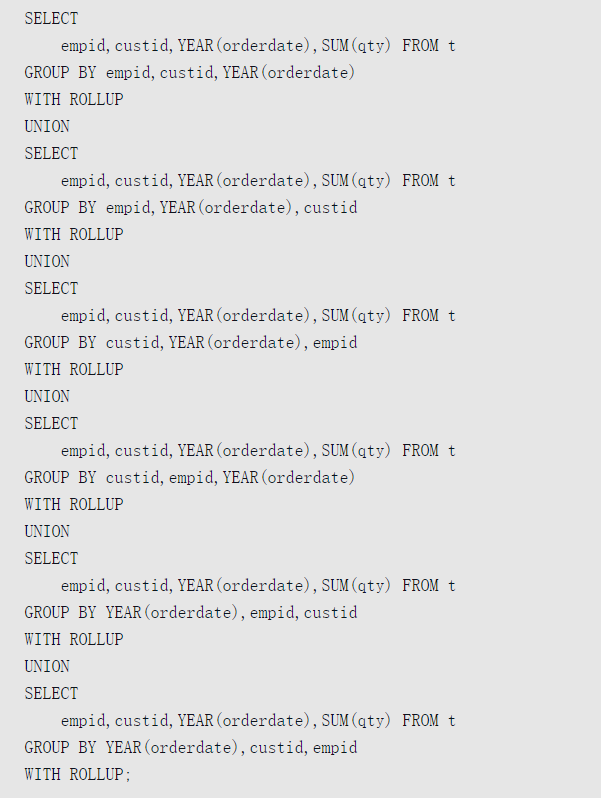 SELECT
    empid,custid,YEAR(orderdate),SUM(qty) FROM t
GROUP BY empid,custid,YEAR(orderdate)
WITH ROLLUP
UNION
SELECT
    empid,custid,YEAR(orderdate),SUM(qty) FROM t
GROUP BY empid,YEAR(orderdate),custid
WITH ROLLUP
UNION
SELECT
    empid,custid,YEAR(orderdate),SUM(qty) FROM t
GROUP BY custid,YEAR(orderdate),empid
WITH ROLLUP
UNION
SELECT
    empid,custid,YEAR(orderdate),SUM(qty) FROM t
GROUP BY custid,empid,YEAR(orderdate)
WITH ROLLUP
UNION
SELECT
    empid,custid,YEAR(orderdate),SUM(qty) FROM t
GROUP BY YEAR(orderdate),empid,custid
WITH ROLLUP
UNION
SELECT
    empid,custid,YEAR(orderdate),SUM(qty) FROM t
GROUP BY YEAR(orderdate),custid,empid
WITH ROLLUP;